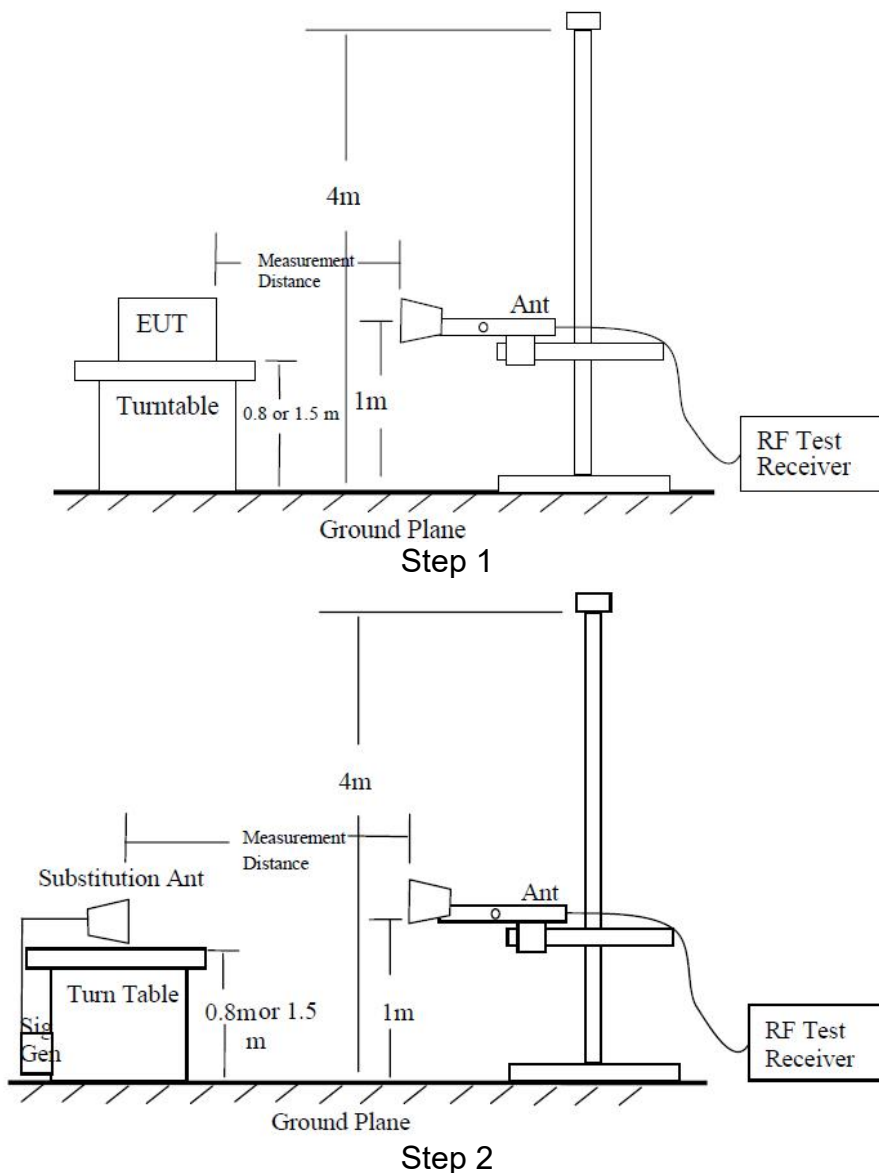 4m
Measurement
Distance
EUT
Ant
Turntable
0.8 or 1.5 m
1m
RF Test
Receiver
Ground Plane
Step 1
4m
Measurement
Distance
Substitution Ant
Ant
Turn Table
0.8m or 1.5
m
1m
Sig
Gen
RF Test
Receiver
Ground Plane
Step 2